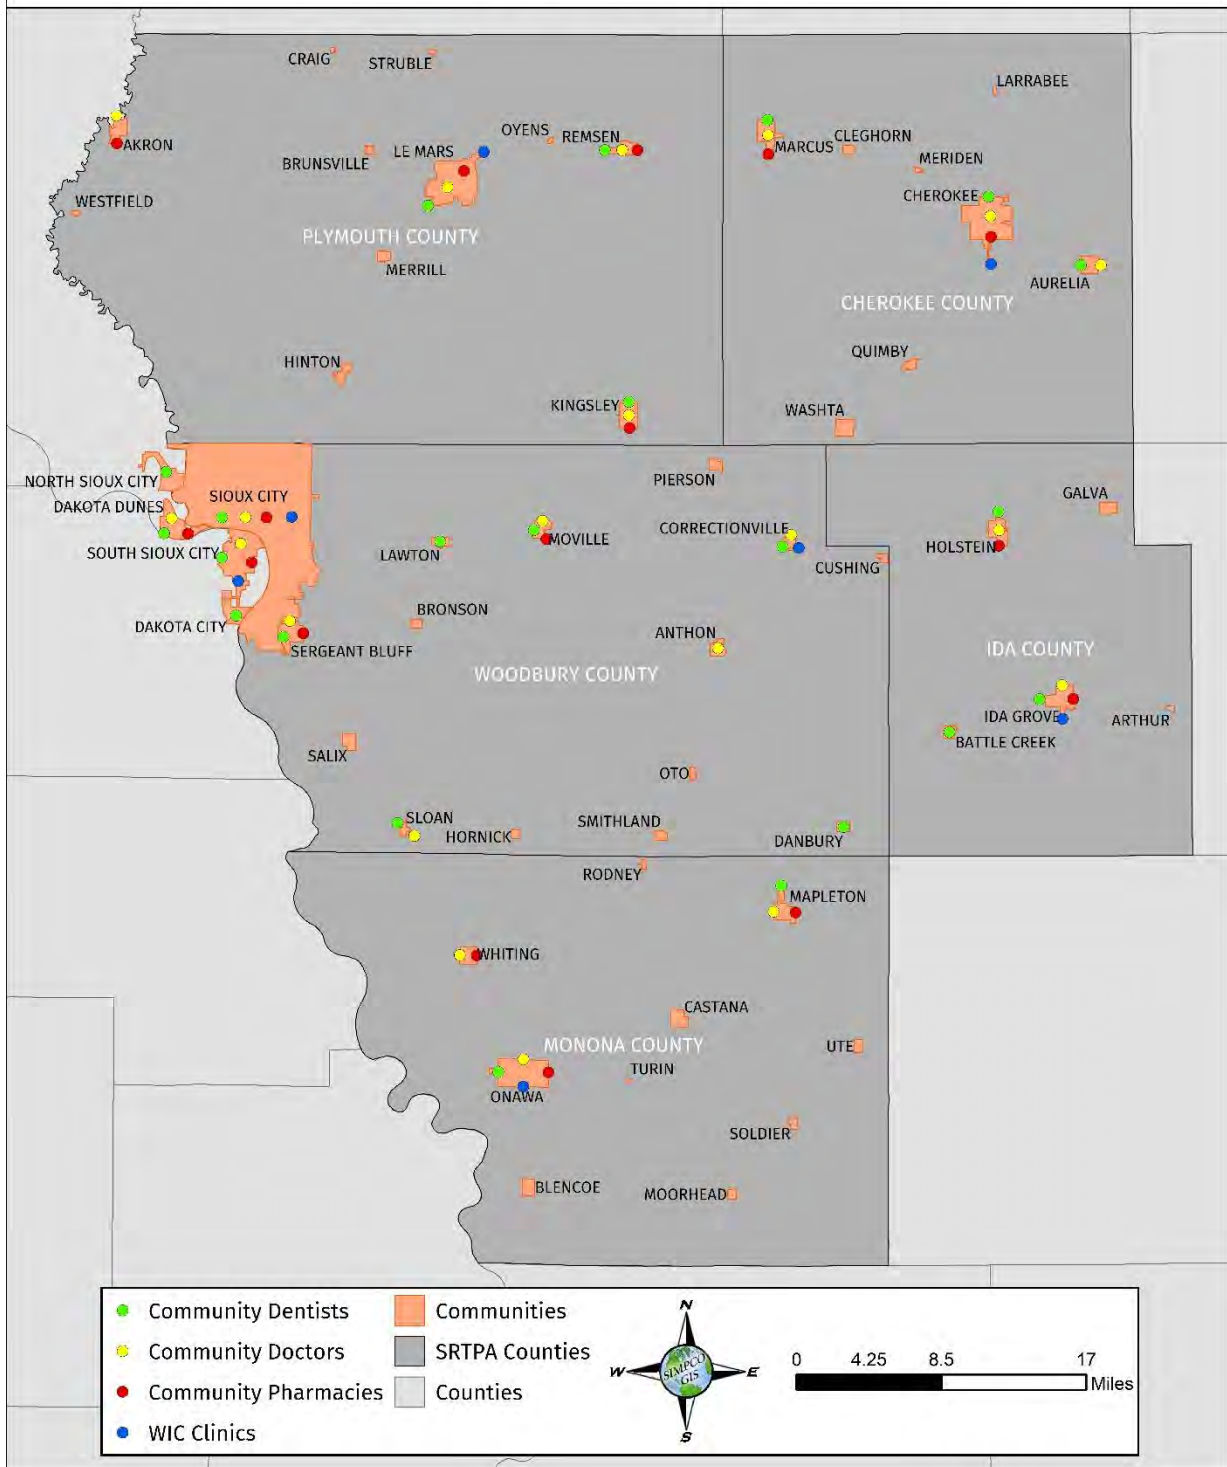 CRAIG
STRUBLE
LARRABEE
AKRON
BRUNSVILLE
LE MARS
OYENS
REMSEN
MARCUS
CLEGHORN
MERIDEN
CHEROKEE
WESTFIELD
PLYMOUTH COUNTY
MERRILL
AURELIA
CHEROKEE COUNTY
HINTON
QUIMBY
KINGSLEY
WASHTA
NORTH SIOUX CITY
DAKOTA DUNES
SIOUX CITY
SOUTH SIOUX CITY
PIERSON
GALVA
LAWTON
MOVILLE
CORRECTIONVILLE
HOLSTEIN
CUSHING
DAKOTA CITY
BRONSON
SERGEANT BLUFF
ANTHON
IDA COUNTY
WOODBURY COUNTY
IDA GROVE
ARTHUR
BATTLE CREEK
SALIX
OTO
SLOAN
HORNICK
SMITHLAND
DANBURY
RODNEY
MAPLETON
WHITING
CASTANA
MONONA COUNTY
UTE
TURIN
ONAWA
SOLDIER
BLENCOE
MOORHEAD
Community Dentists
Community Doctors
Community Pharmacies
WIC Clinics
Communities
SRTPA Counties
Counties
N
W
E
S
SIMPCO
GIS
0 4.25 8.5 17
Miles